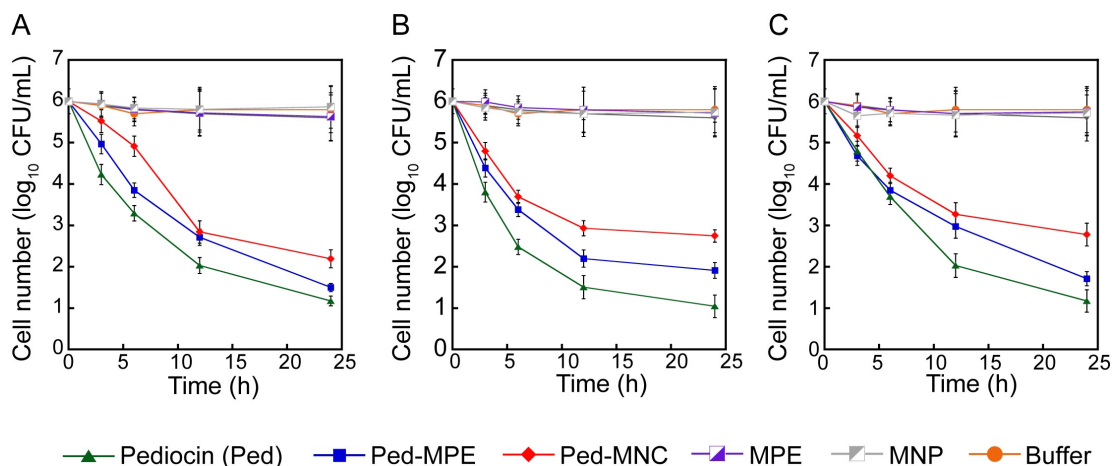 A
B
C
Cell number (log₁₀ CFU/mL)
7
6
5
4
3
2
1
0
0 5 10 15 20 25
Time (h)
Cell number (log₁₀ CFU/mL)
7
6
5
4
3
2
1
0
0 5 10 15 20 25
Time (h)
Cell number (log₁₀ CFU/mL)
7
6
5
4
3
2
1
0
0 5 10 15 20 25
Time (h)
Pediocin (Ped) Ped-MPE Ped-MNC MPE MNP Buffer